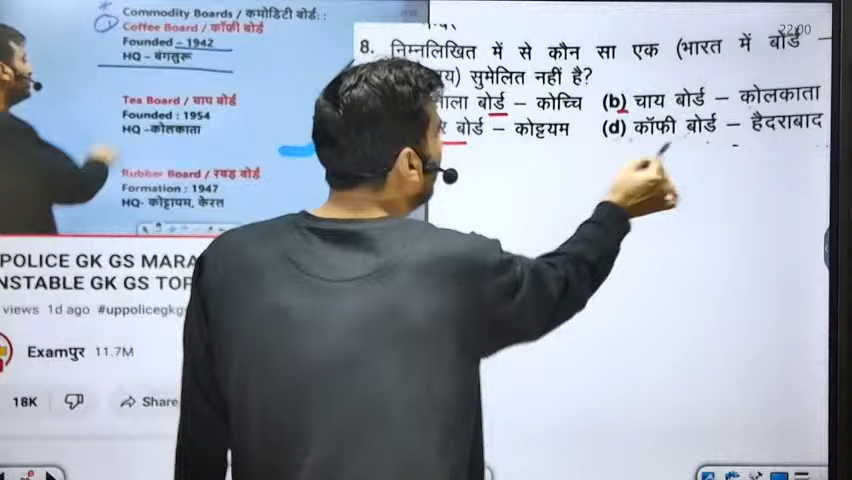 Commodity Boards / कमोडिटी बोर्ड: :
Coffee Board / कॉफ़ी बोर्ड
Founded – 1942
HQ – बंगलुरू
Tea Board / चाय बोर्ड
Founded : 1954
HQ -कोलकाता
Rubber Board / रबड़ बोर्ड
Formation : 1947
HQ- कोट्टायम, केरल
22:00
8. निम्नलिखित में से कौन सा एक (भारत में बोर्ड –
सुमेलित नहीं है?
बोर्ड – कोच्चि (b) चाय बोर्ड – कोलकाता
बोर्ड – कोट्टयम (d) कॉफी बोर्ड – हैदराबाद
POLICE GK GS MARA
NSTABLE GK GS TOP
views 1d ago #uppolicegkg
Examपुर 11.7M
18K Share